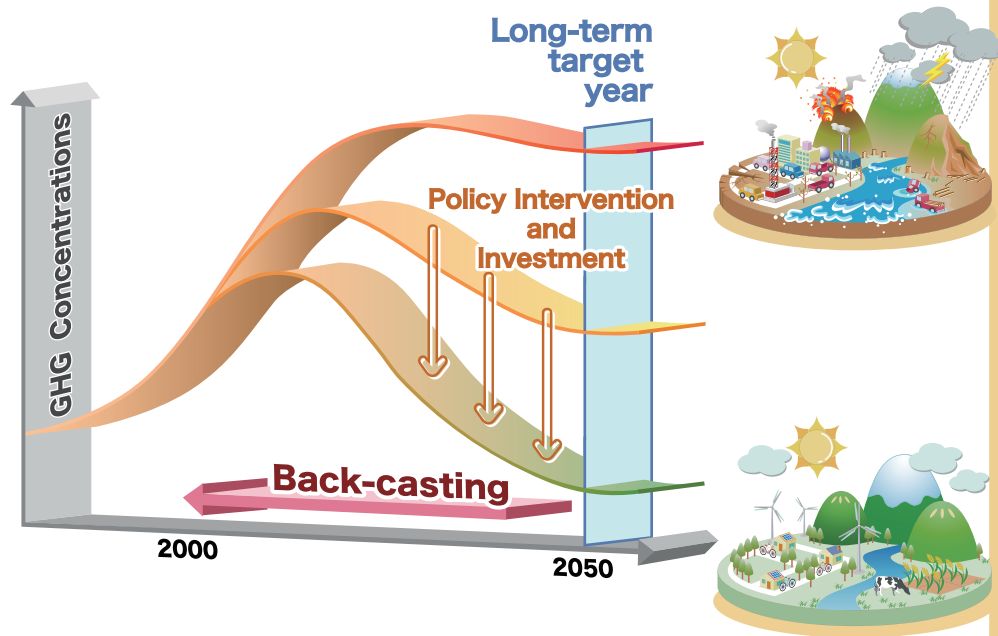 Long-term
target
year
GHG Concentrations
Policy Intervention
and
Investment
Back-casting
2000
2050